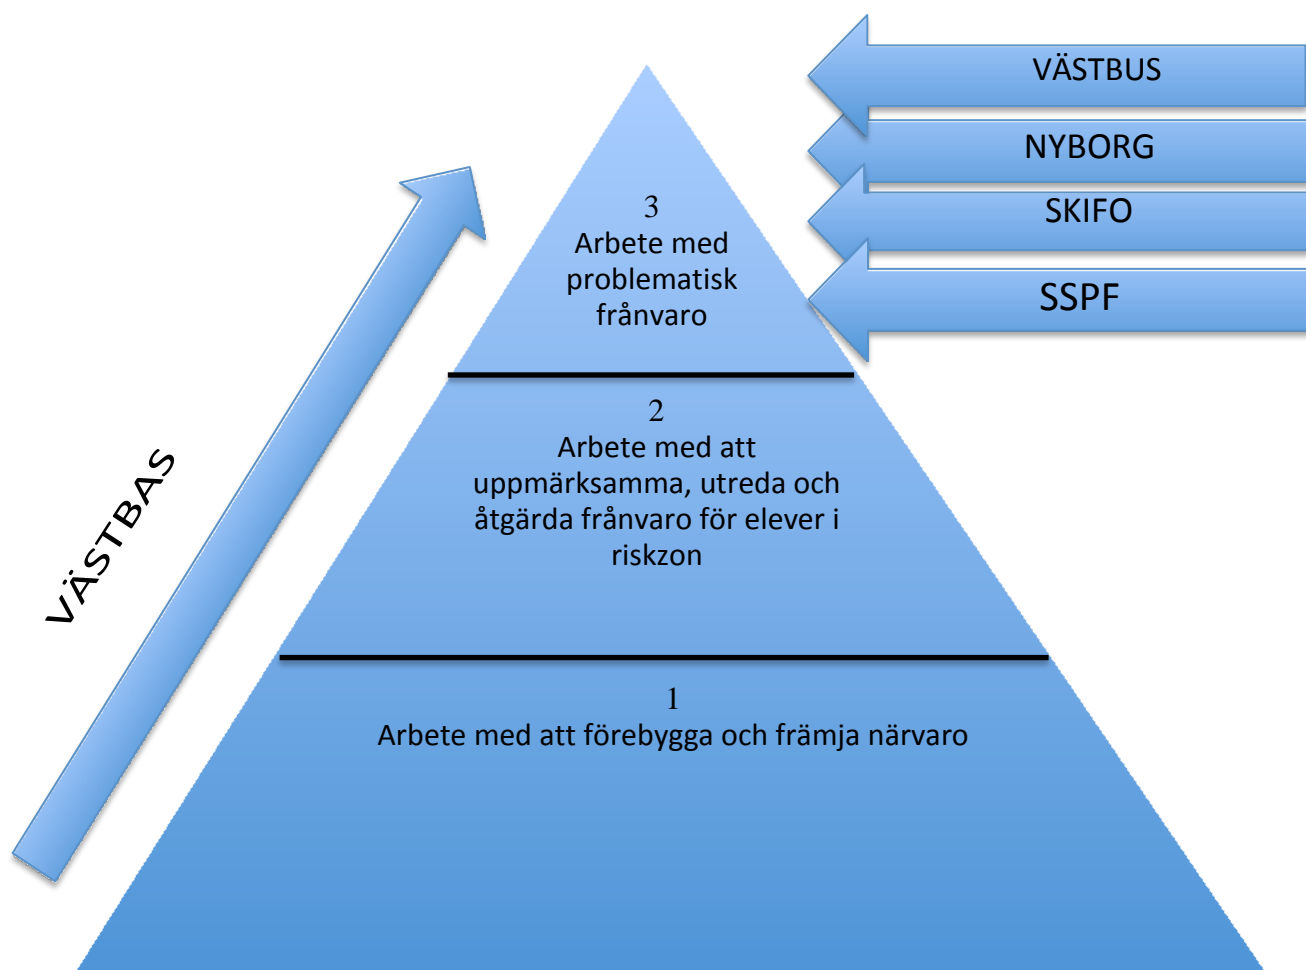 VÄSTBUS
NYBORG
SKIFO
SSPF
VÄSTBAS
3
Arbete med
problematisk
frånvaro
2
Arbete med att
uppmärksamma, utreda och
åtgärda frånvaro för elever i
riskzon
1
Arbete med att förebygga och främja närvaro